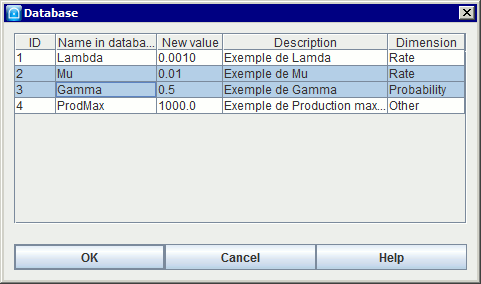 Database
ID Name in databa... New value Description Dimension
1 Lambda 0.0010 Exemple de Lamda Rate
2 Mu 0.01 Exemple de Mu Rate
3 Gamma 0.5 Exemple de Gamma Probability
4 ProdMax 1000.0 Exemple de Production max... Other
OK Cancel Help